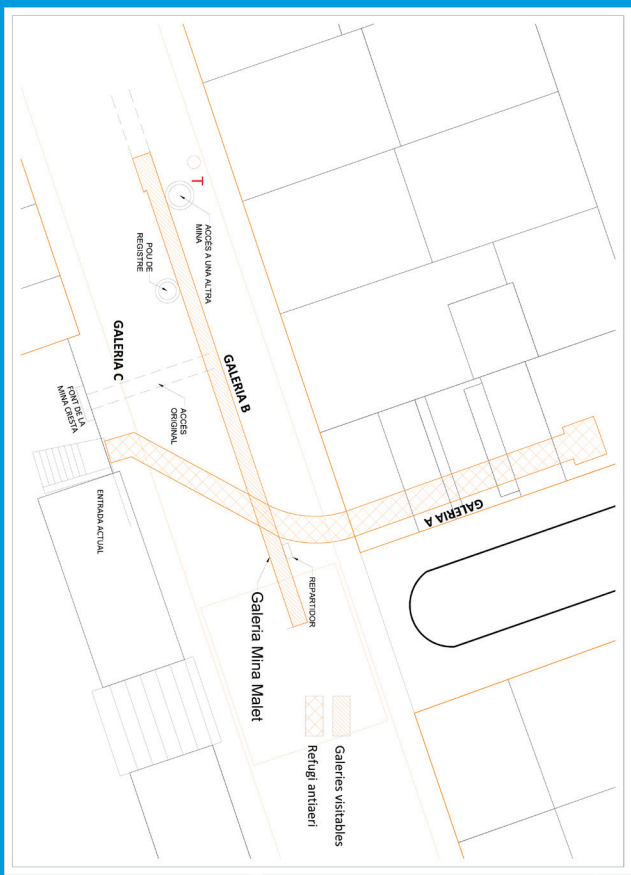 T
ACCÉS A UNA ALTRA
MINA
POU DE
REGISTRE
GALERIA C
GALERIA B
FONT DE LA
MINA CRESTA
ACCÉS
ORIGINAL
ENTRADA ACTUAL
GALERIA A
REPARTIDOR
Galeria Mina Malet
Galeries visitables
Refugi antiaeri